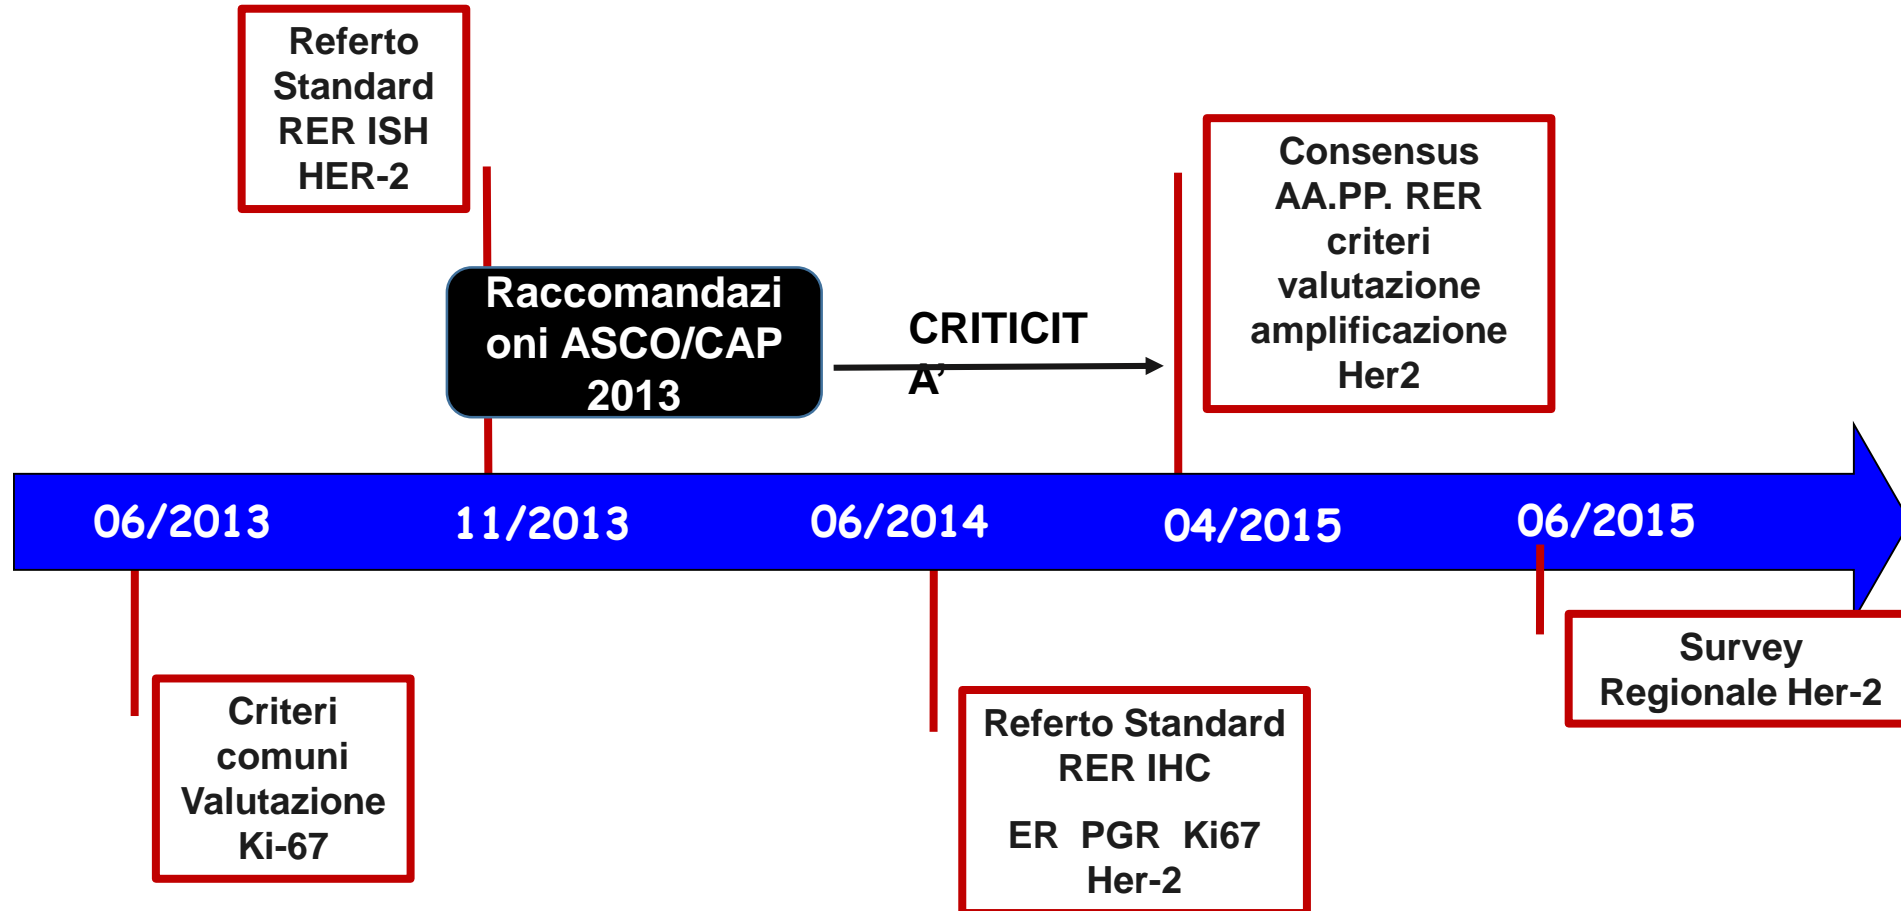 Referto
Standard
RER ISH
HER-2
Raccomandazi
oni ASCO/CAP
2013
CRITICIT
A’
Consensus
AA.PP. RER
criteri
valutazione
amplificazione
Her2
06/2013
11/2013
06/2014
04/2015
06/2015
Criteri
comuni
Valutazione
Ki-67
Referto Standard
RER IHC
ER PGR Ki67
Her-2
Survey
Regionale Her-2